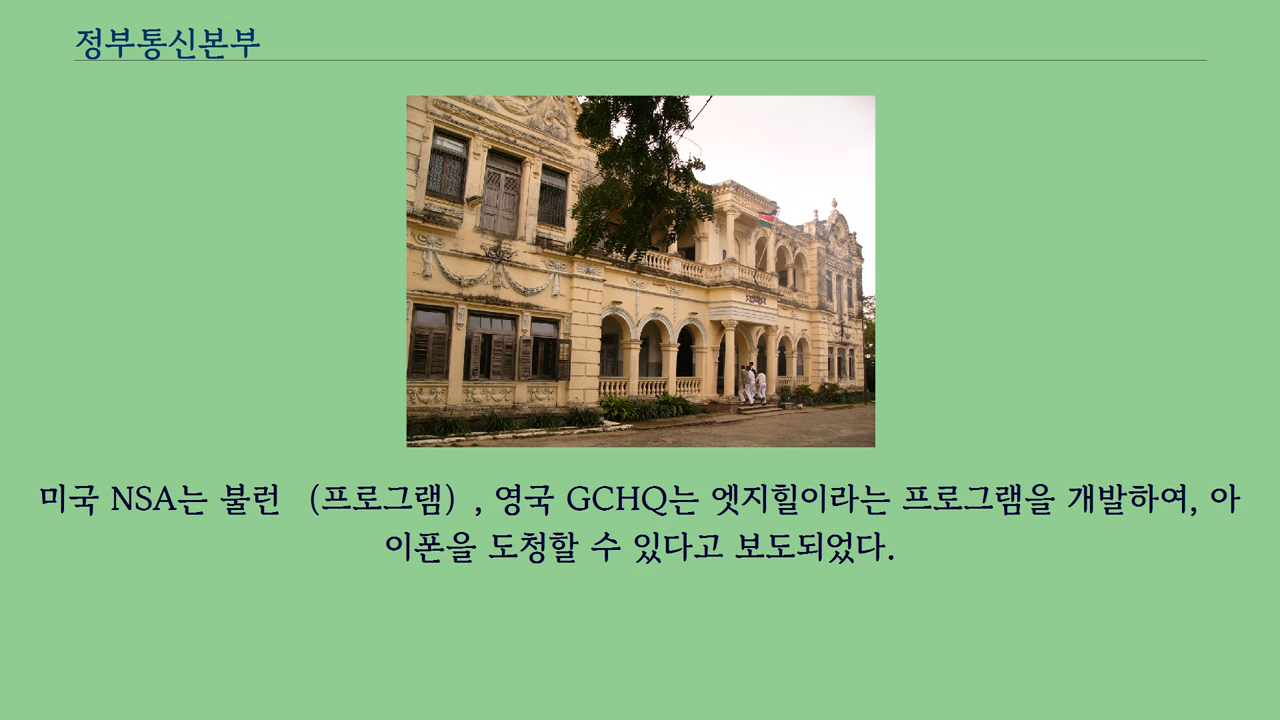 정부통신본부
미국 NSA는 불런 （프로그램）, 영국 GCHQ는 엣지힐이라는 프로그램을 개발하여, 아
이폰을 도청할 수 있다고 보도되었다.